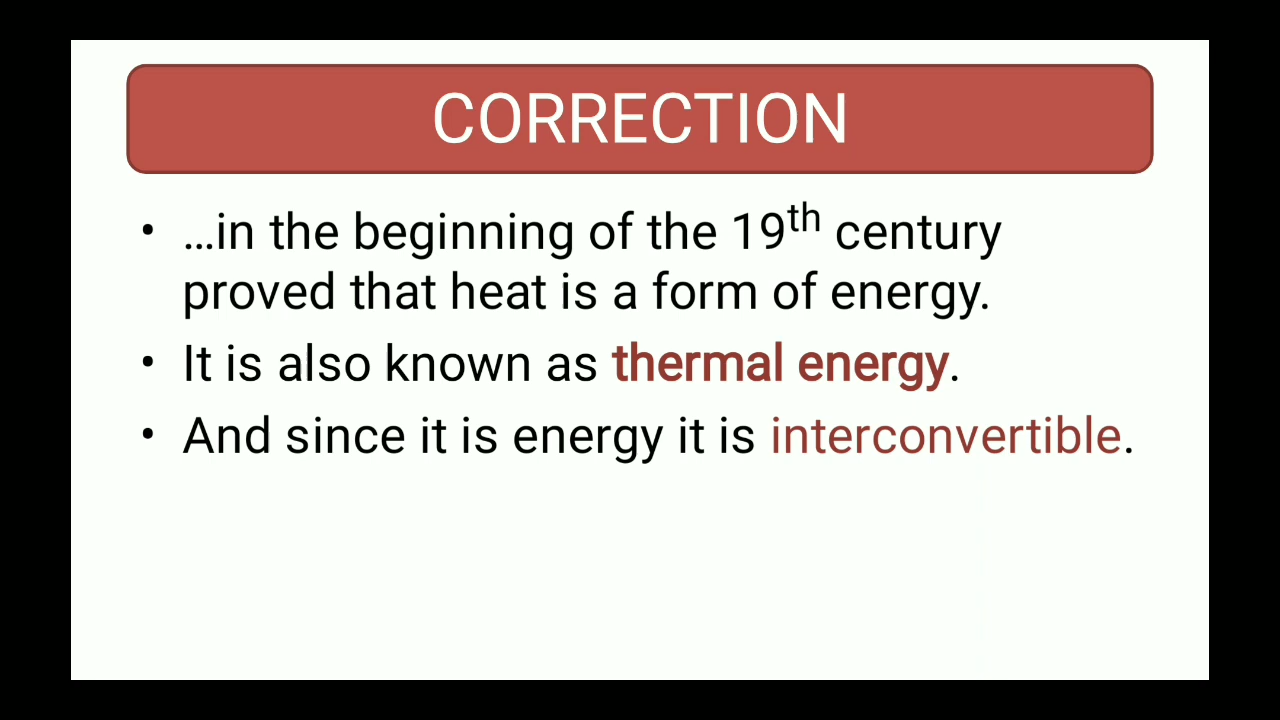 CORRECTION
• …in the beginning of the 19th century
proved that heat is a form of energy.
• It is also known as thermal energy.
• And since it is energy it is interconvertible.